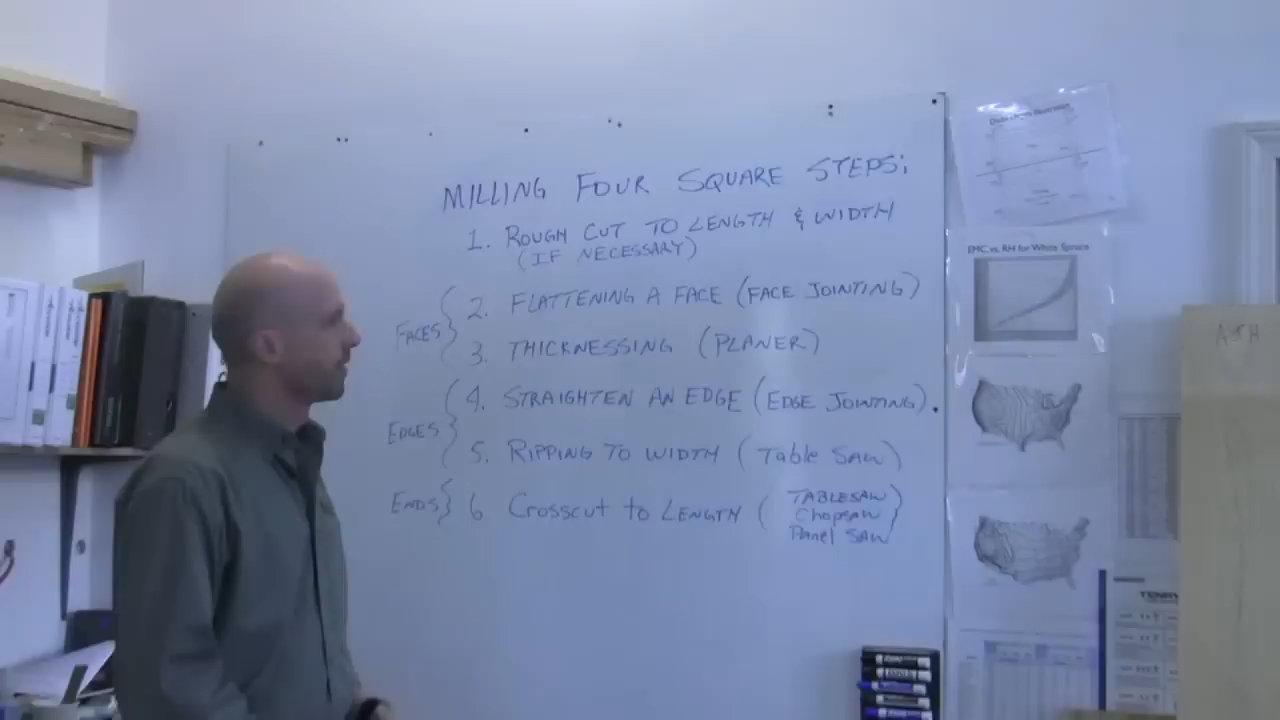 MILLING FOUR SQUARE STEPS:
1. ROUGH CUT TO LENGTH & WIDTH
(IF NECESSARY)
FACES { 2. FLATTENING A FACE (FACE JOINTING)
3. THICKNESSING (PLANER)
EDGES { 4. STRAIGHTEN AN EDGE (EDGE JOINTING).
5. RIPPING TO WIDTH (Table SAW)
ENDS } 6 Crosscut to LENGTH ( TABLESAW
Chopsaw
Panel SAW )
EMC vs. RH for White Spruce
ASH